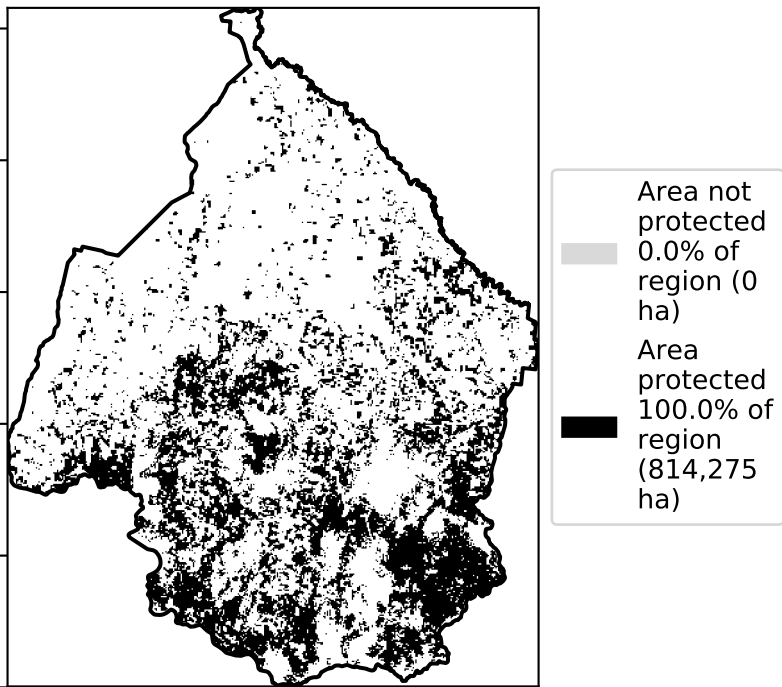 Area not
protected
0.0% of
region (0
ha)
Area
protected
100.0% of
region
(814,275
ha)